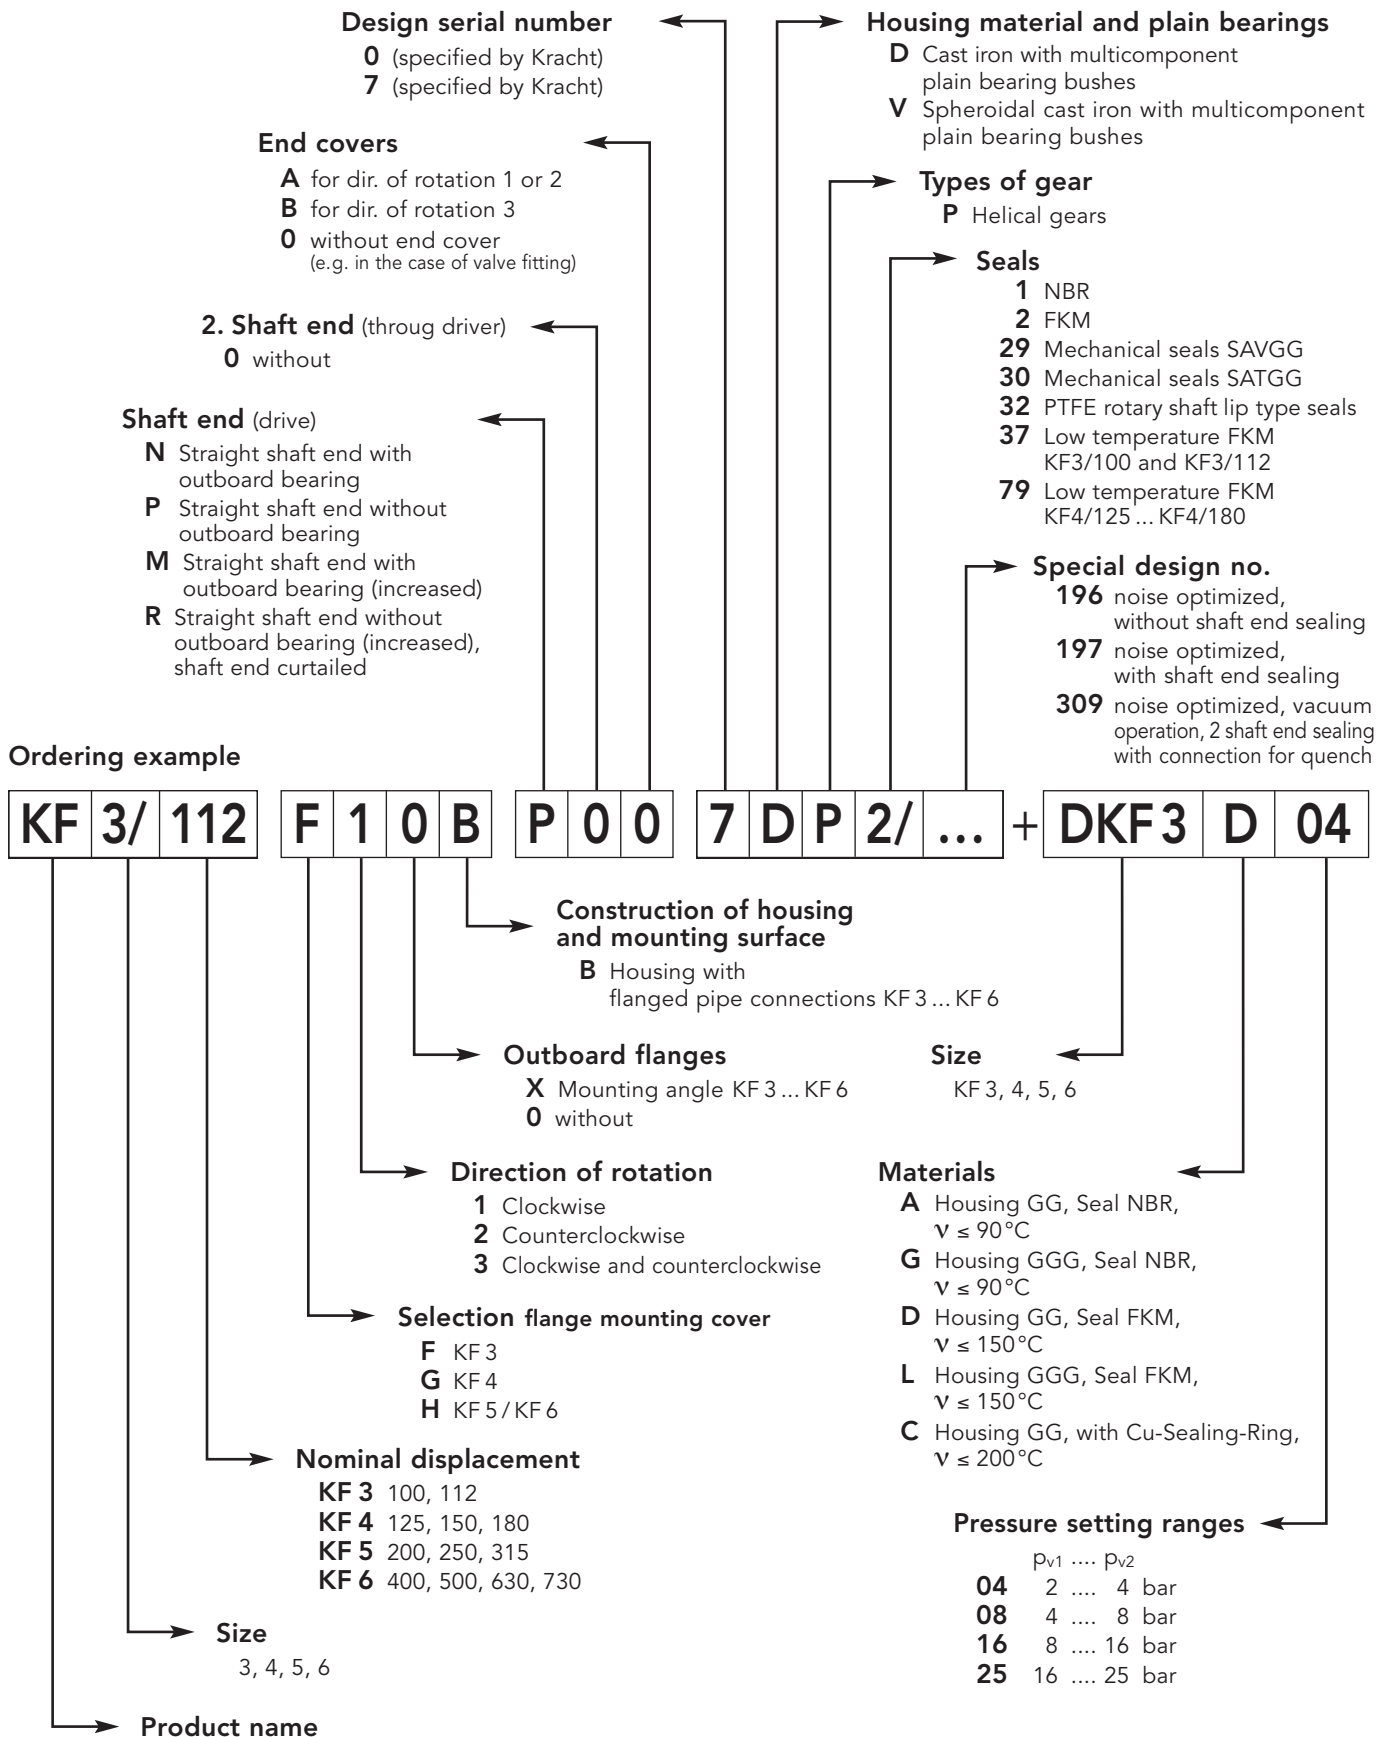 Design serial number
0 (specified by Kracht)
7 (specified by Kracht)
End covers
A for dir. of rotation 1 or 2
B for dir. of rotation 3
0 without end cover
(e.g. in the case of valve fitting)
2. Shaft end (throug driver)
0 without
Shaft end (drive)
N Straight shaft end with
outboard bearing
P Straight shaft end without
outboard bearing
M Straight shaft end with
outboard bearing (increased)
R Straight shaft end without
outboard bearing (increased),
shaft end curtailed
Housing material and plain bearings
D Cast iron with multicomponent
plain bearing bushes
V Spheroidal cast iron with multicomponent
plain bearing bushes
Types of gear
P Helical gears
Seals
1 NBR
2 FKM
29 Mechanical seals SAVGG
30 Mechanical seals SATGG
32 PTFE rotary shaft lip type seals
37 Low temperature FKM
KF3/100 and KF3/112
79 Low temperature FKM
KF4/125 ... KF4/180
Special design no.
196 noise optimized,
without shaft end sealing
197 noise optimized,
with shaft end sealing
309 noise optimized, vacuum
operation, 2 shaft end sealing
with connection for quench
Ordering example
KF 3/ 112 F 1 0 B P 0 0 7 D P 2/ ... + DKF 3 D 04
Construction of housing
and mounting surface
B Housing with
flanged pipe connections KF 3 ... KF 6
Outboard flanges
X Mounting angle KF 3 ... KF 6
0 without
Direction of rotation
1 Clockwise
2 Counterclockwise
3 Clockwise and counterclockwise
Selection flange mounting cover
F KF 3
G KF 4
H KF 5 / KF 6
Nominal displacement
KF 3 100, 112
KF 4 125, 150, 180
KF 5 200, 250, 315
KF 6 400, 500, 630, 730
Size
3, 4, 5, 6
Product name
Size
KF 3, 4, 5, 6
Materials
A Housing GG, Seal NBR,
ν ≤ 90 °C
G Housing GGG, Seal NBR,
ν ≤ 90 °C
D Housing GG, Seal FKM,
ν ≤ 150 °C
L Housing GGG, Seal FKM,
ν ≤ 150 °C
C Housing GG, with Cu-Sealing-Ring,
ν ≤ 200 °C
Pressure setting ranges
pv1 .... pv2
04 2 .... 4 bar
08 4 .... 8 bar
16 8 .... 16 bar
25 16 .... 25 bar